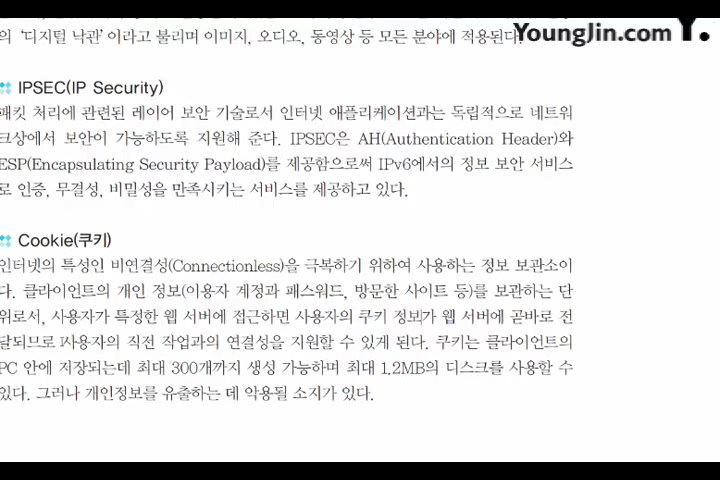 의 ‘디지털 낙관’이라고 불리며 이미지, 오디오, 동영상 등 모든 분야에 적용된다.
YoungJin.com Y.
IPSEC(IP Security)
패킷 처리에 관련된 레이어 보안 기술로서 인터넷 애플리케이션과는 독립적으로 네트워
크상에서 보안이 가능하도록 지원해 준다. IPSEC은 AH(Authentication Header)와
ESP(Encapsulating Security Payload)를 제공함으로써 IPv6에서의 정보 보안 서비스
로 인증, 무결성, 비밀성을 만족시키는 서비스를 제공하고 있다.
Cookie(쿠키)
인터넷의 특성인 비연결성(Connectionless)을 극복하기 위하여 사용하는 정보 보관소이
다. 클라이언트의 개인 정보(이용자 계정과 패스워드, 방문한 사이트 등)를 보관하는 단
위로서, 사용자가 특정한 웹 서버에 접근하면 사용자의 쿠키 정보가 웹 서버에 곧바로 전
달되므로 사용자의 직전 작업과의 연결성을 지원할 수 있게 된다. 쿠키는 클라이언트의
PC 안에 저장되는데 최대 300개까지 생성 가능하며 최대 1.2MB의 디스크를 사용할 수
있다. 그러나 개인정보를 유출하는 데 악용될 소지가 있다.